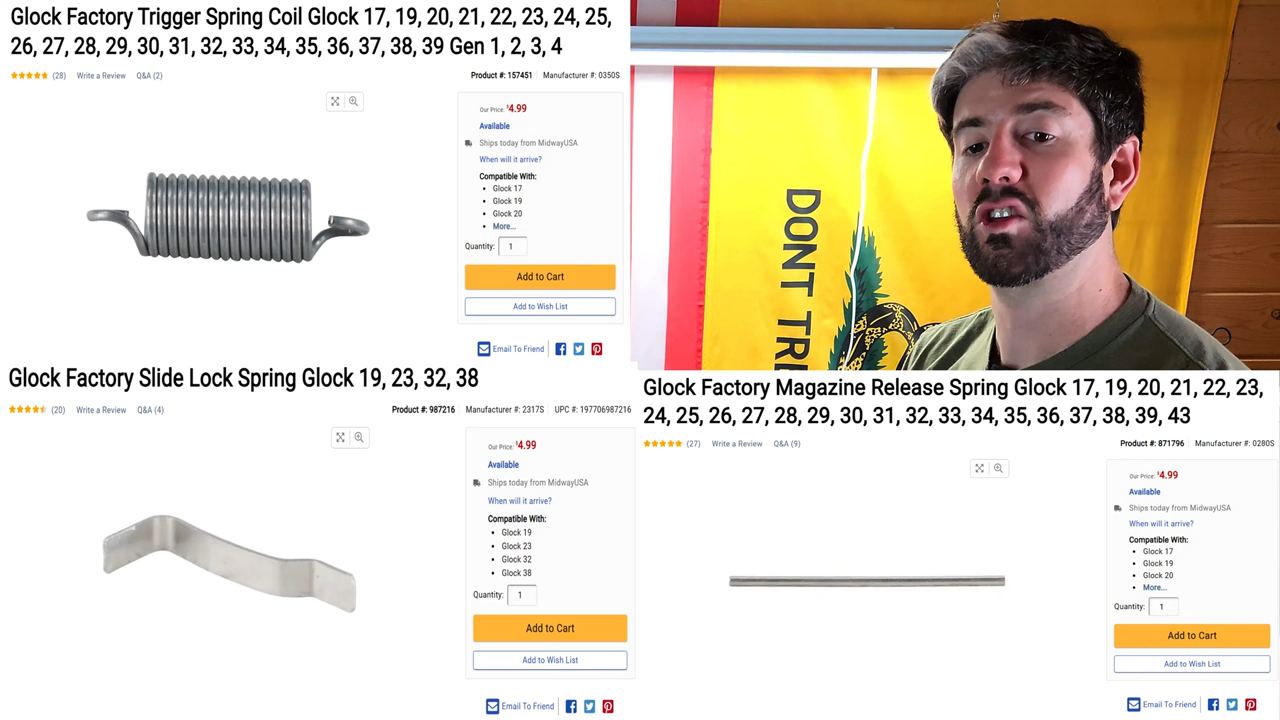 Glock Factory Trigger Spring Coil Glock 17, 19, 20, 21, 22, 23, 24, 25,
26, 27, 28, 29, 30, 31, 32, 33, 34, 35, 36, 37, 38, 39 Gen 1, 2, 3, 4
(28) Write a Review Q&A (2) Product #: 157451 Manufacturer #: 0350S
Our Price: $4.99
Available
Ships today from MidwayUSA
When will it arrive?
Compatible With:
Glock 17
Glock 19
Glock 20
More...
Quantity: 1
Add to Cart
Add to Wish List
Email To Friend
DONT TRE
Glock Factory Slide Lock Spring Glock 19, 23, 32, 38
(20) Write a Review Q&A (4) Product #: 987216 Manufacturer #: 2317S UPC #: 197706987216
Our Price: $4.99
Available
Ships today from MidwayUSA
When will it arrive?
Compatible With:
Glock 19
Glock 23
Glock 32
Glock 38
Quantity: 1
Add to Cart
Add to Wish List
Email To Friend
Glock Factory Magazine Release Spring Glock 17, 19, 20, 21, 22, 23,
24, 25, 26, 27, 28, 29, 30, 31, 32, 33, 34, 35, 36, 37, 38, 39, 43
(27) Write a Review Q&A (9) Product #: 871796 Manufacturer #: 0280S
Our Price: $4.99
Available
Ships today from MidwayUSA
When will it arrive?
Compatible With:
Glock 17
Glock 19
Glock 20
More...
Quantity: 1
Add to Cart
Add to Wish List
Email To Friend